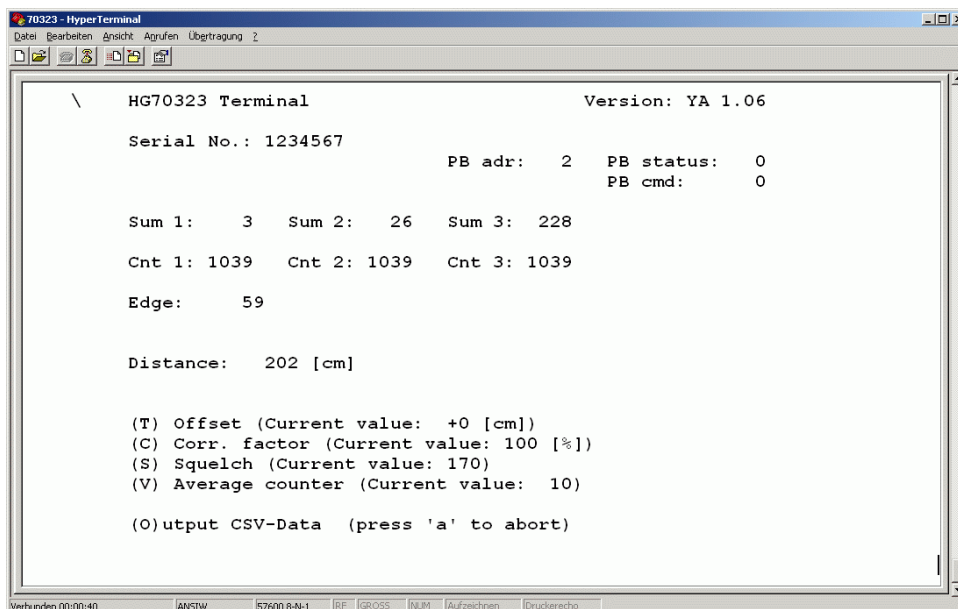 70323 - HyperTerminal
Datei Bearbeiten Ansicht Anrufen Übertragung ?
\ HG70323 Terminal Version: YA 1.06
Serial No.: 1234567
PB adr: 2 PB status: 0
PB cmd: 0
Sum 1: 3 Sum 2: 26 Sum 3: 228
Cnt 1: 1039 Cnt 2: 1039 Cnt 3: 1039
Edge: 59
Distance: 202 [cm]
(T) Offset (Current value: +0 [cm])
(C) Corr. factor (Current value: 100 [%])
(S) Squelch (Current value: 170)
(V) Average counter (Current value: 10)
(O)utput CSV-Data (press 'a' to abort)
Verbunden 00:00:40 ANSIW 57600 8-N-1 RF GROSS NUM Aufzeichnen Druckerecho